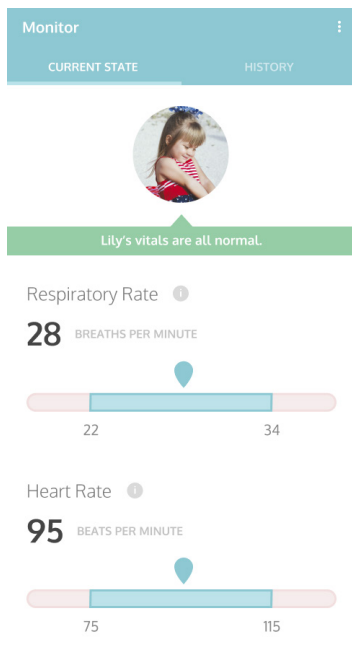 Monitor
CURRENT STATE
HISTORY
Lily's vitals are all normal.
Respiratory Rate i
28 BREATHS PER MINUTE
22 34
Heart Rate i
95 BEATS PER MINUTE
75 115